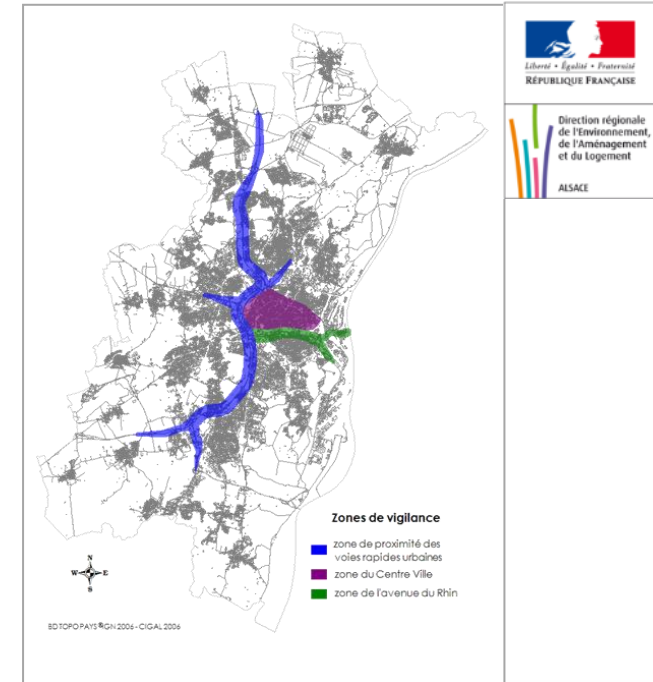 Liberté • Égalité • Fraternité
RÉPUBLIQUE FRANÇAISE
Direction régionale
de l'Environnement,
de l'Aménagement
et du Logement
ALSACE
Zones de vigilance
zone de proximité des
voies rapides urbaines
zone du Centre Ville
zone de l'avenue du Rhin
N
W E
S
BD TOPO PAYS ®IGN 2006 - CIGAL 2006